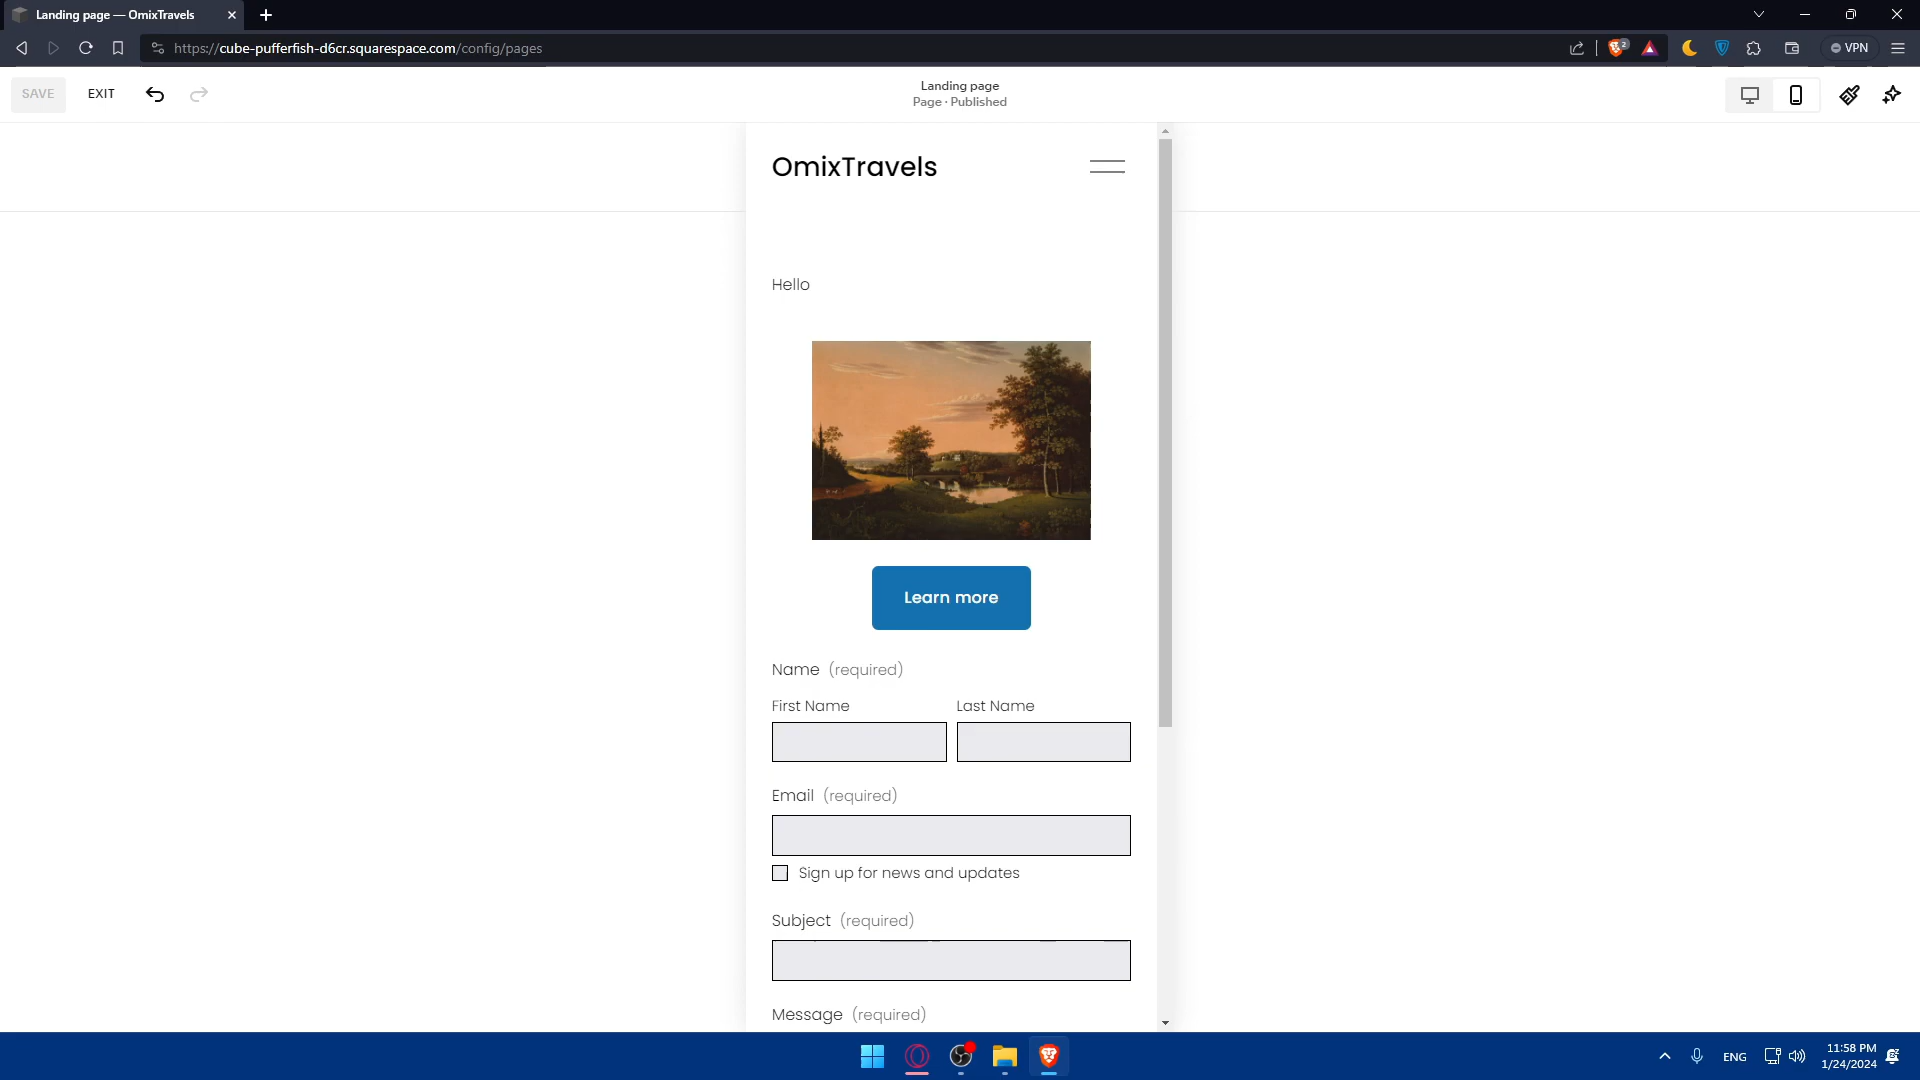 Landing page — OmixTravels
https://cube-pufferfish-d6cr.squarespace.com/config/pages
2
VPN
SAVE
EXIT
Landing page
Page · Published
OmixTravels
Hello
Learn more
Name (required)
First Name
Last Name
Email (required)
Sign up for news and updates
Subject (required)
Message (required)
ENG
11:58 PM
1/24/2024